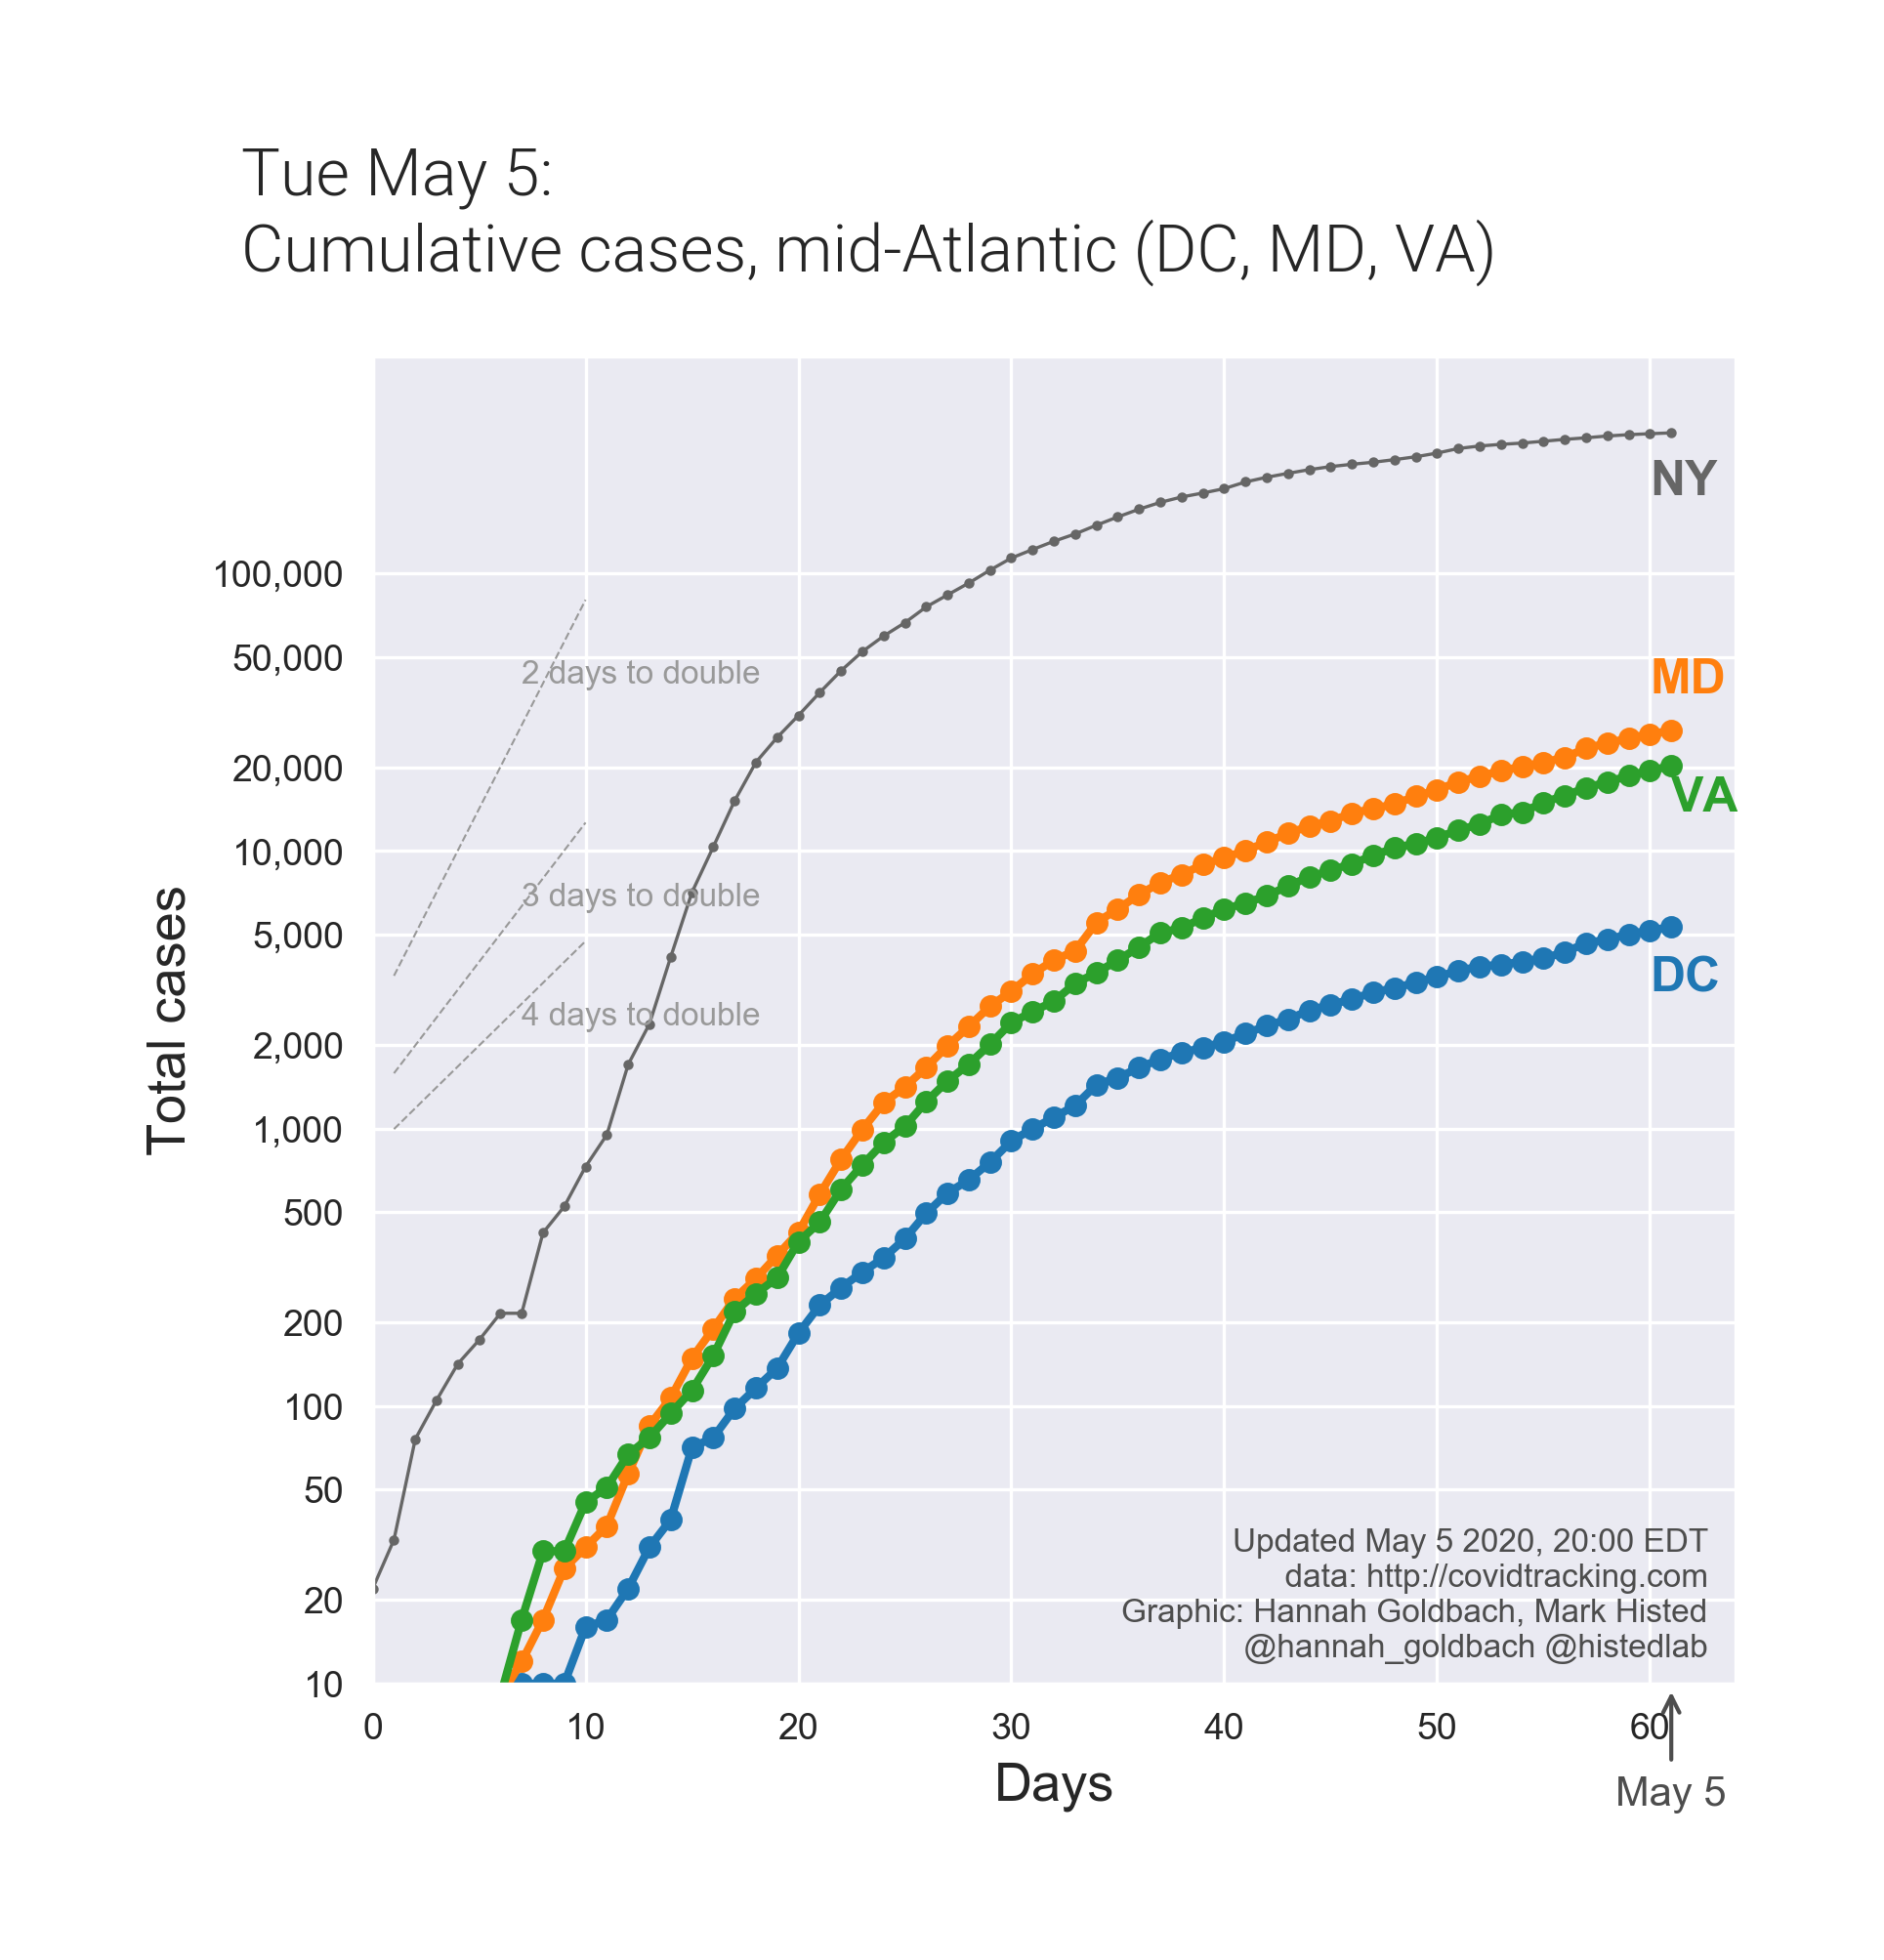 Tue May 5:
Cumulative cases, mid-Atlantic (DC, MD, VA)
NY
100,000
50,000
2 days to double
MD
20,000
VA
10,000
3 days to double
5,000
DC
4 days to double
2,000
1,000
500
200
100
50
20
10
Total cases
Updated May 5 2020, 20:00 EDT
data: http://covidtracking.com
Graphic: Hannah Goldbach, Mark Histed
@hannah_goldbach @histedlab
0 10 20 30 40 50 60
Days
May 5